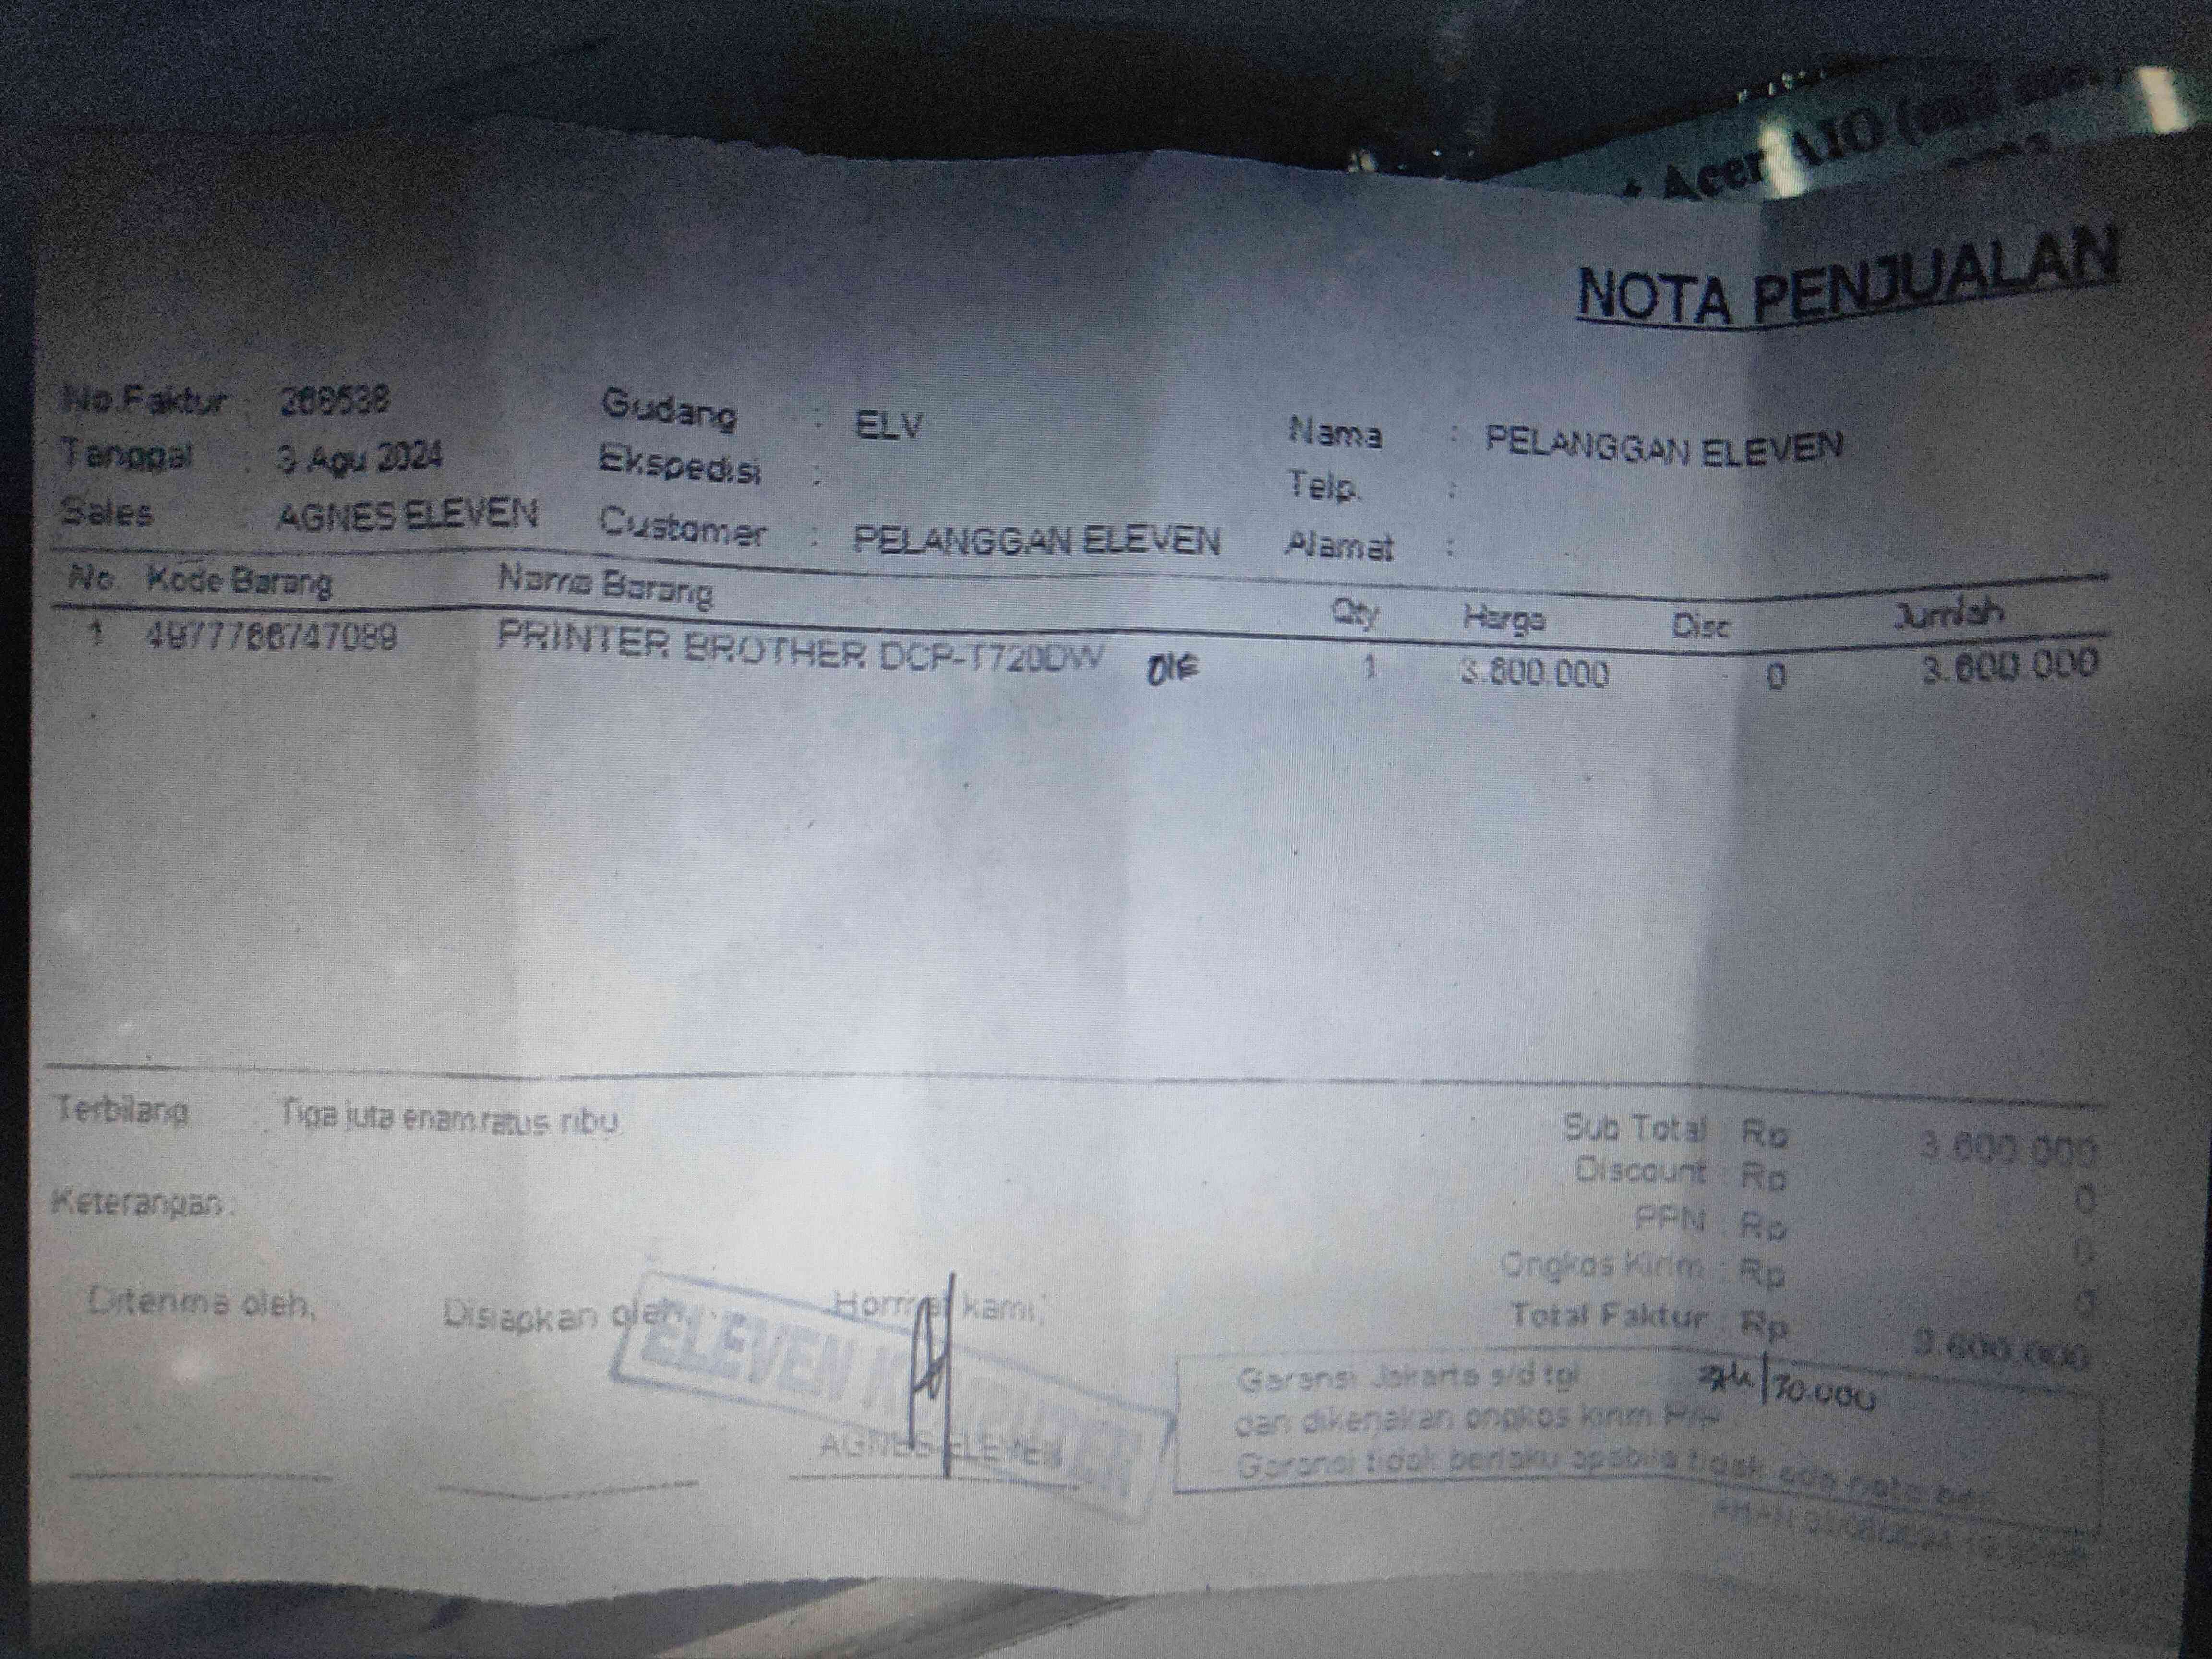 * Acer AIO
NOTA PENJUALAN
No.Faktur : 268538 Gudang : ELV Nama : PELANGGAN ELEVEN
Tanggal : 3 Agu 2024 Ekspedisi : Telp. :
Sales AGNES ELEVEN Customer : PELANGGAN ELEVEN Alamat :
No. Kode Barang Nama Barang Qty Harga Disc Jumlah
1 4977766747089 PRINTER BROTHER DCP-T720DW 1 3.600.000 0 3.600.000
Terbilang : Tiga juta enam ratus ribu
Sub Total : Rp 3.600.000
Discount : Rp 0
Keterangan :
PPN : Rp 0
Ongkos Kirim : Rp 0
Total Faktur : Rp 3.600.000
Diterima oleh, Disiapkan oleh, Hormat kami,
ELEVEN KOMPUTER
AGNES ELEVEN
Garansi Jakarta s/d tgl
70.000
dan dikenakan ongkos kirim
Garansi tidak berlaku apabila tidak ada nota